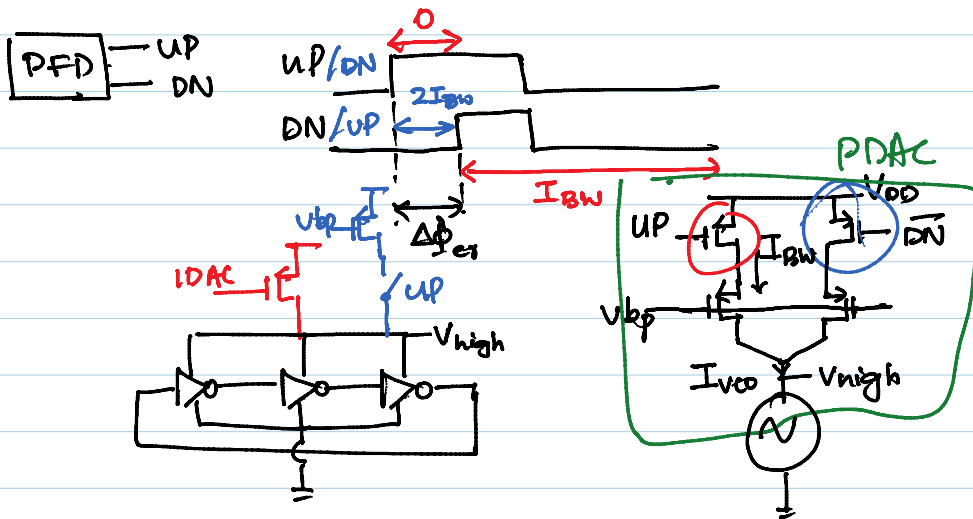 PFD
UP
DN
0
UP/DN
2IBW
DN/UP
IBW
Δφer
PDAC
VDD
UP
IBW
DN
Vbp
UP
IDAC
Vhigh
Vbp
IVCO
Vhigh